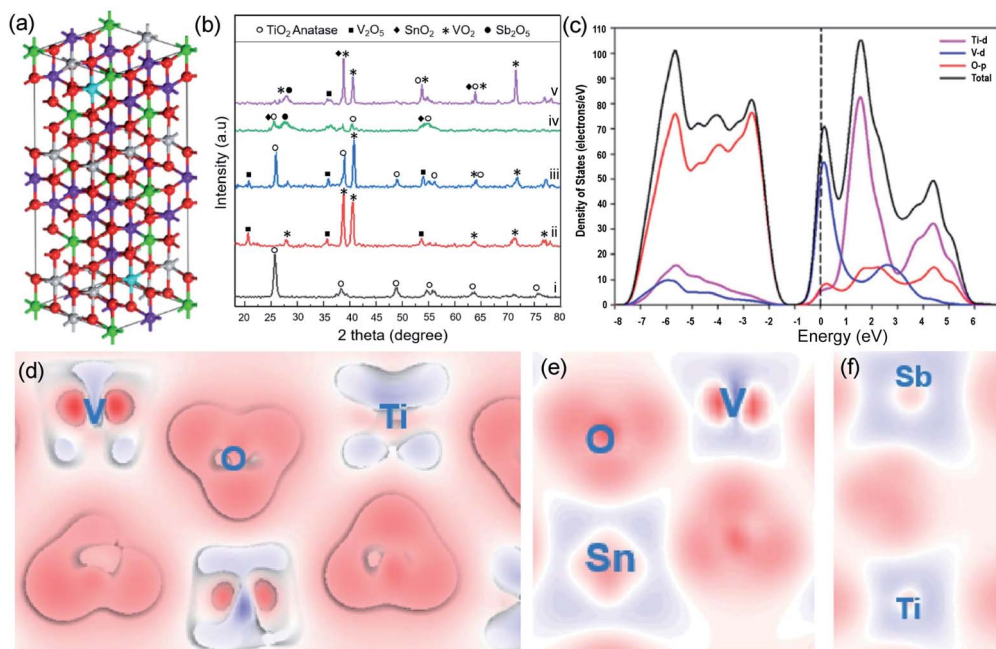 (a)
(b)
○ TiO2 Anatase ■ V2O5 ◆ SnO2 * VO2 ● Sb2O5
Intensity (a.u)
v
iv
iii
ii
i
20 25 30 35 40 45 50 55 60 65 70 75 80
2 theta (degree)
(c)
Density of States (electrons/eV)
110
100
90
80
70
60
50
40
30
20
10
0
Ti-d
V-d
O-p
Total
-8 -7 -6 -5 -4 -3 -2 -1 0 1 2 3 4 5 6
Energy (eV)
(d)
V
O
Ti
(e)
O
V
Sn
(f)
Sb
Ti